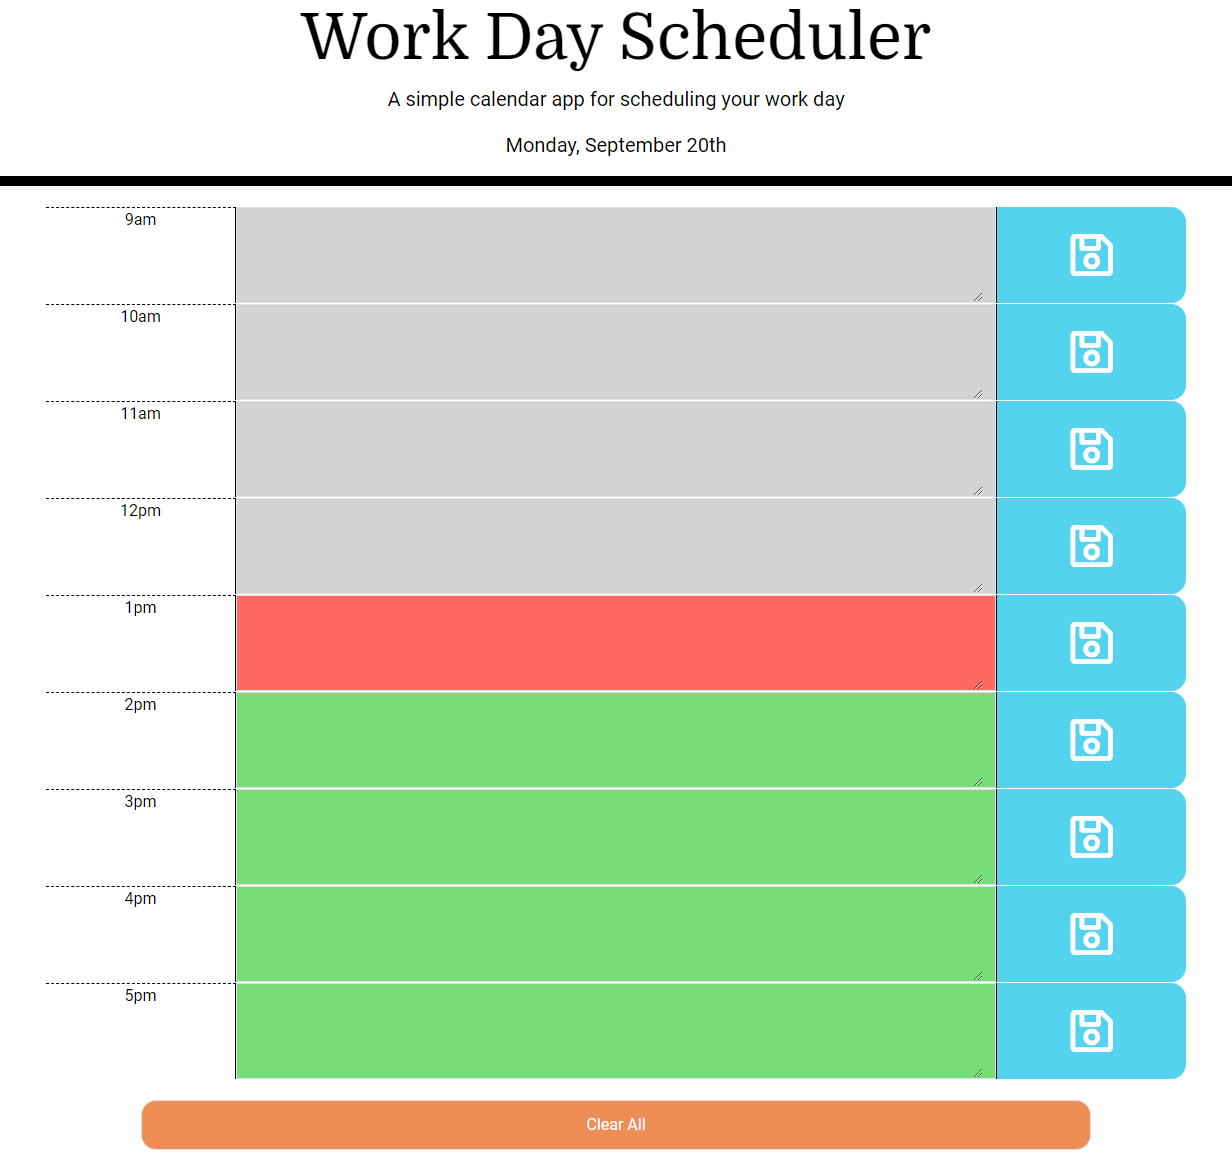 Work Day Scheduler
A simple calendar app for scheduling your work day
Monday, September 20th
9am
10am
11am
12pm
1pm
2pm
3pm
4pm
5pm
Clear All